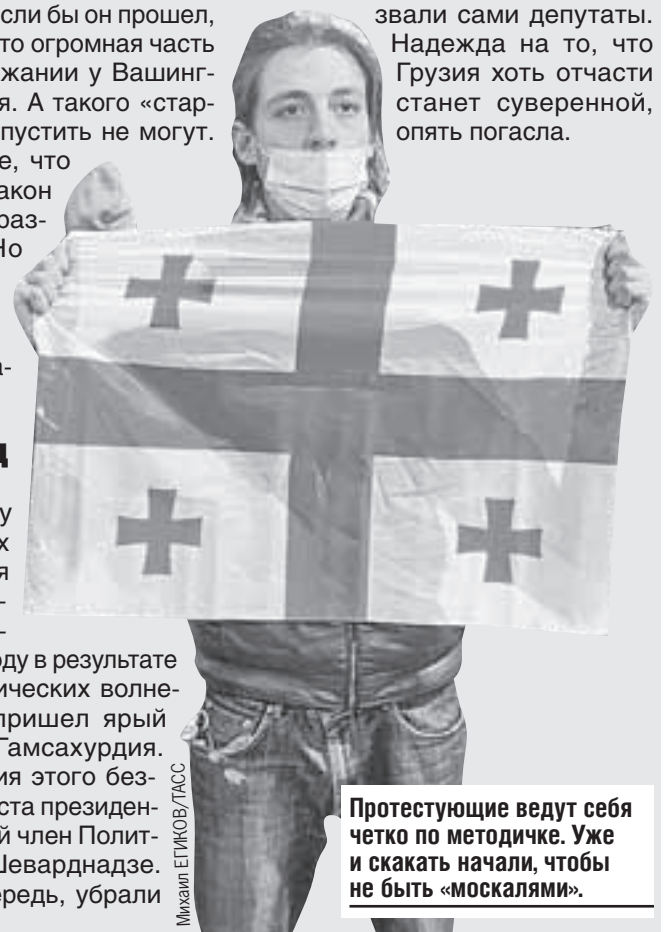 сли бы он прошел,
то огромная часть
жании у Вашинг-
я. А такого «стар-
пустить не могут.
е, что
акон
раз-
Но
а-
д
у
х
я
-
-
оду в результате
ических волне-
пришел ярый
Гамсахурдия.
ия этого без-
ста президен-
й член Полит-
Шеварднадзе.
ередь, убрали
звали сами депутаты.
Надежда на то, что
Грузия хоть отчасти
станет суверенной,
опять погасла.
Михаил ЕГИКОВ/ТАСС
Протестующие ведут себя
четко по методичке. Уже
и скакать начали, чтобы
не быть «москалями».